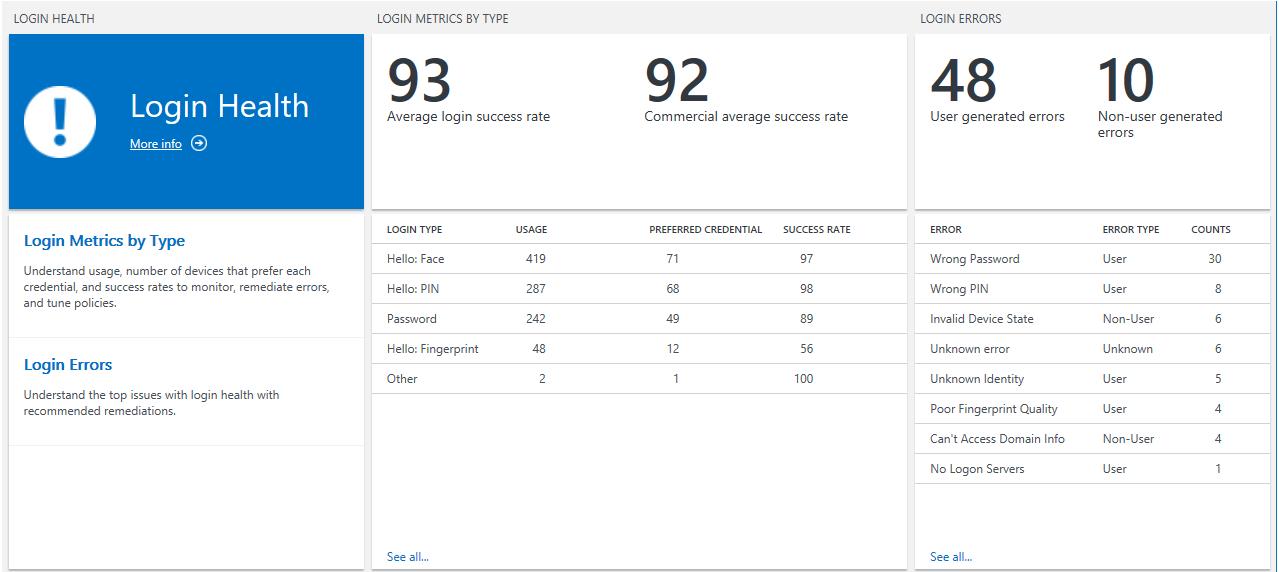 LOGIN HEALTH
Login Health
More info
Login Metrics by Type
Understand usage, number of devices that prefer each
credential, and success rates to monitor, remediate errors,
and tune policies.
Login Errors
Understand the top issues with login health with
recommended remediations.
LOGIN METRICS BY TYPE
93
Average login success rate
92
Commercial average success rate
LOGIN TYPE USAGE PREFERRED CREDENTIAL SUCCESS RATE
Hello: Face 419 71 97
Hello: PIN 287 68 98
Password 242 49 89
Hello: Fingerprint 48 12 56
Other 2 1 100
See all...
LOGIN ERRORS
48
User generated errors
10
Non-user generated
errors
ERROR ERROR TYPE COUNTS
Wrong Password User 30
Wrong PIN User 8
Invalid Device State Non-User 6
Unknown error Unknown 6
Unknown Identity User 5
Poor Fingerprint Quality User 4
Can't Access Domain Info Non-User 4
No Logon Servers User 1
See all...